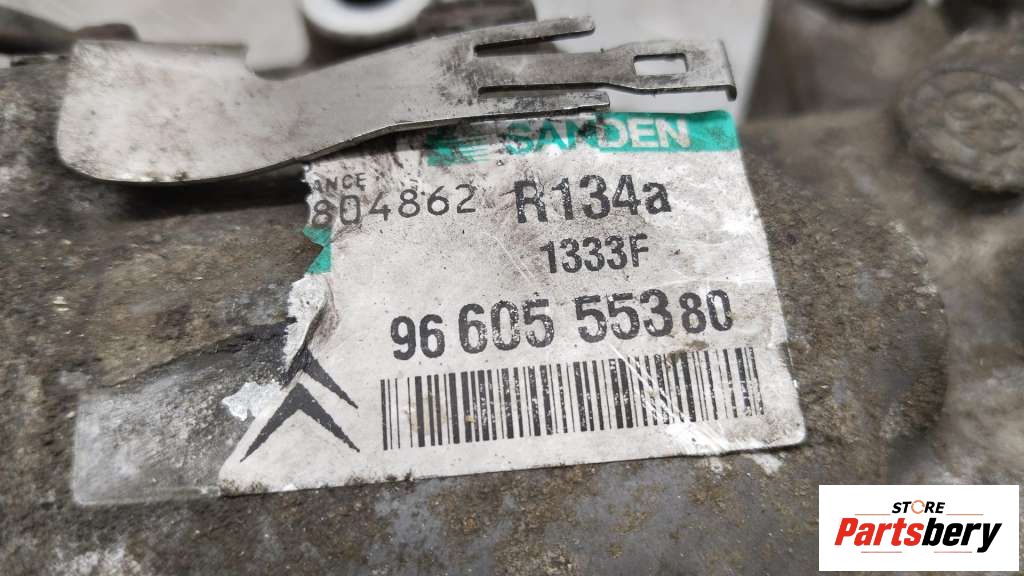 SANDEN
ANCE
804862 R134a
1333F
96 605 553 80
STORE
Partsbery